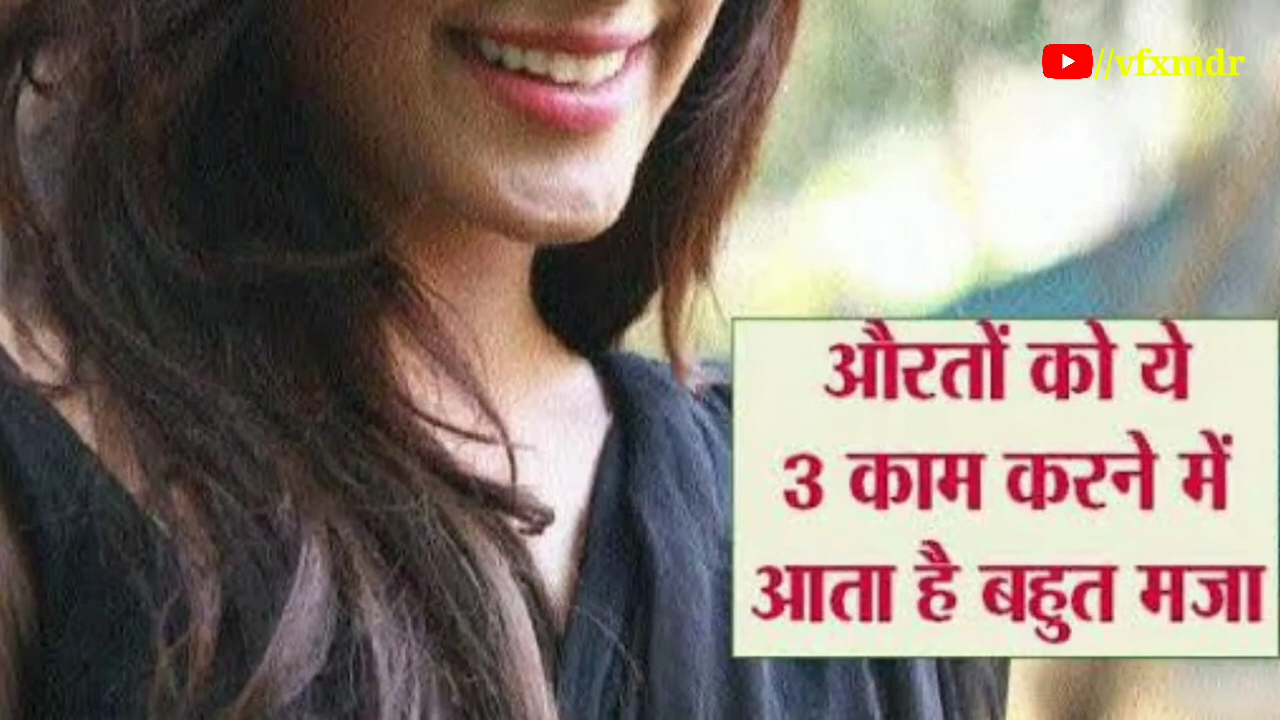 //vfxmdr
औरतों को ये
3 काम करने में
आता है बहुत मजा